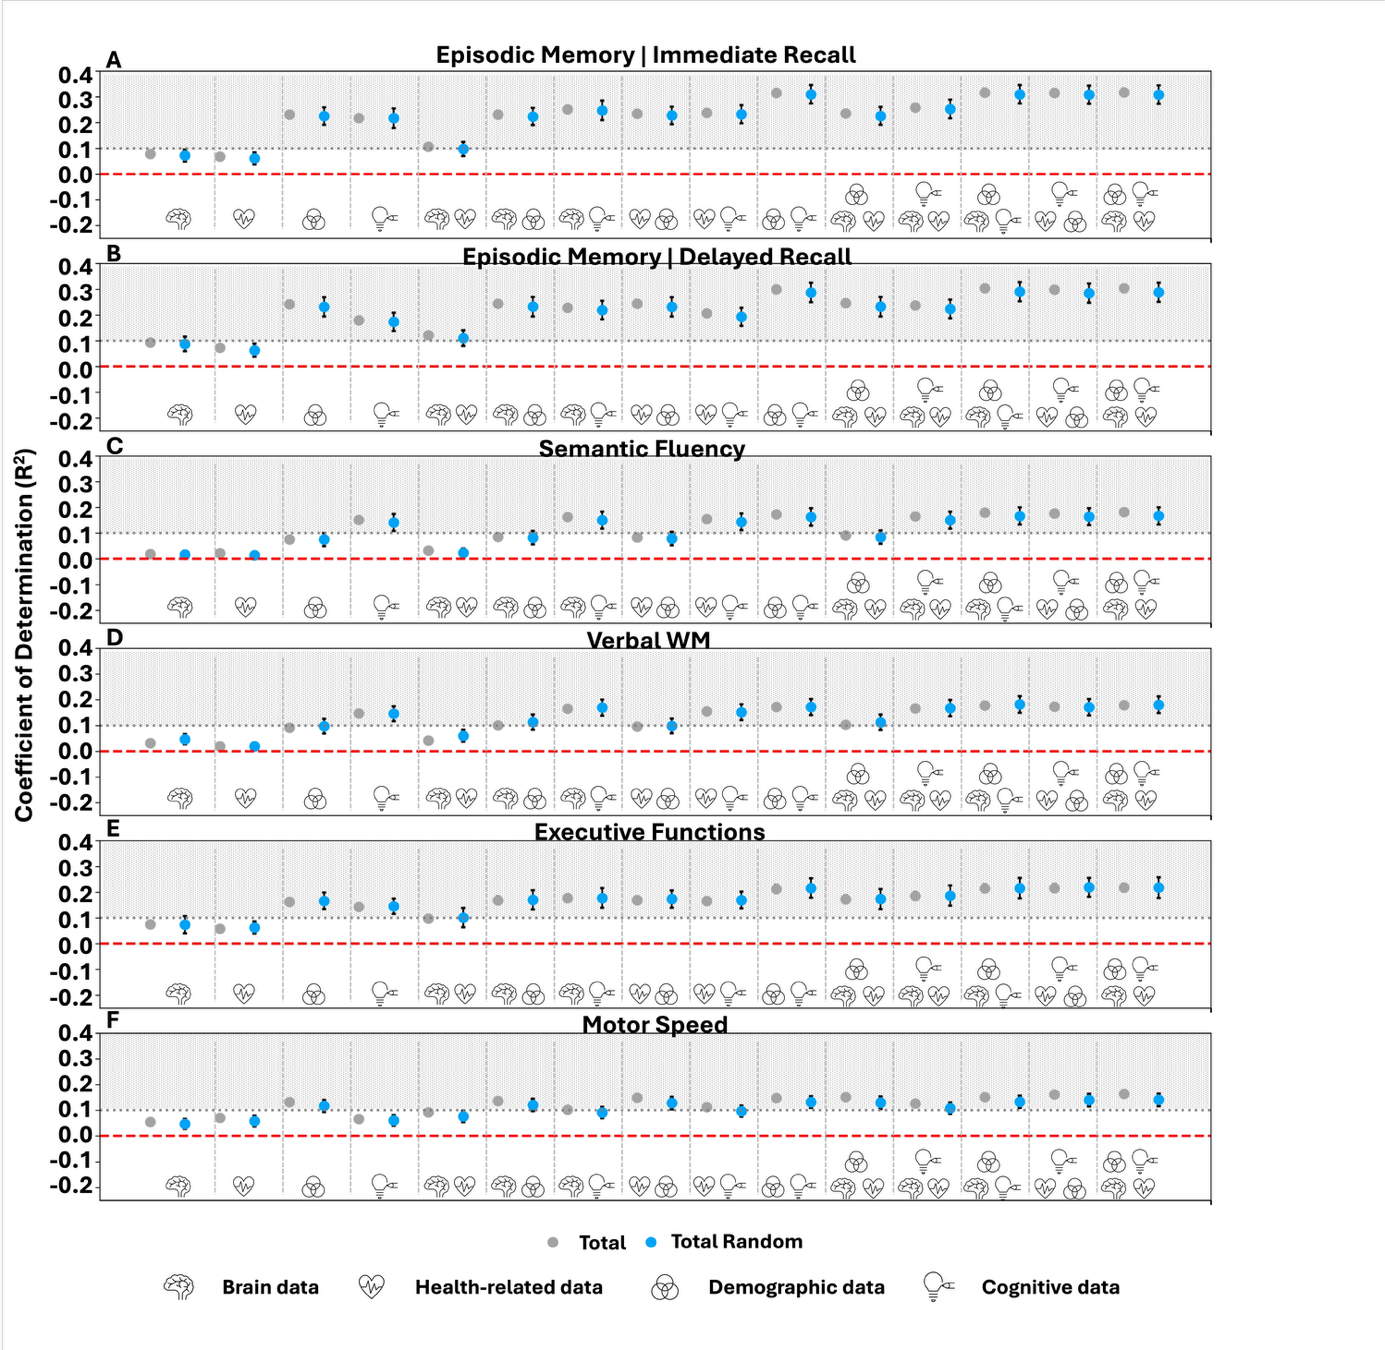 A
Episodic Memory | Immediate Recall
0.4
0.3
0.2
0.1
0.0
-0.1
-0.2
B
Episodic Memory | Delayed Recall
0.4
0.3
0.2
0.1
0.0
-0.1
-0.2
C
Semantic Fluency
0.4
0.3
0.2
0.1
0.0
-0.1
-0.2
Coefficient of Determination (R²)
D
Verbal WM
0.4
0.3
0.2
0.1
0.0
-0.1
-0.2
E
Executive Functions
0.4
0.3
0.2
0.1
0.0
-0.1
-0.2
F
Motor Speed
0.4
0.3
0.2
0.1
0.0
-0.1
-0.2
Total
Total Random
Brain data
Health-related data
Demographic data
Cognitive data